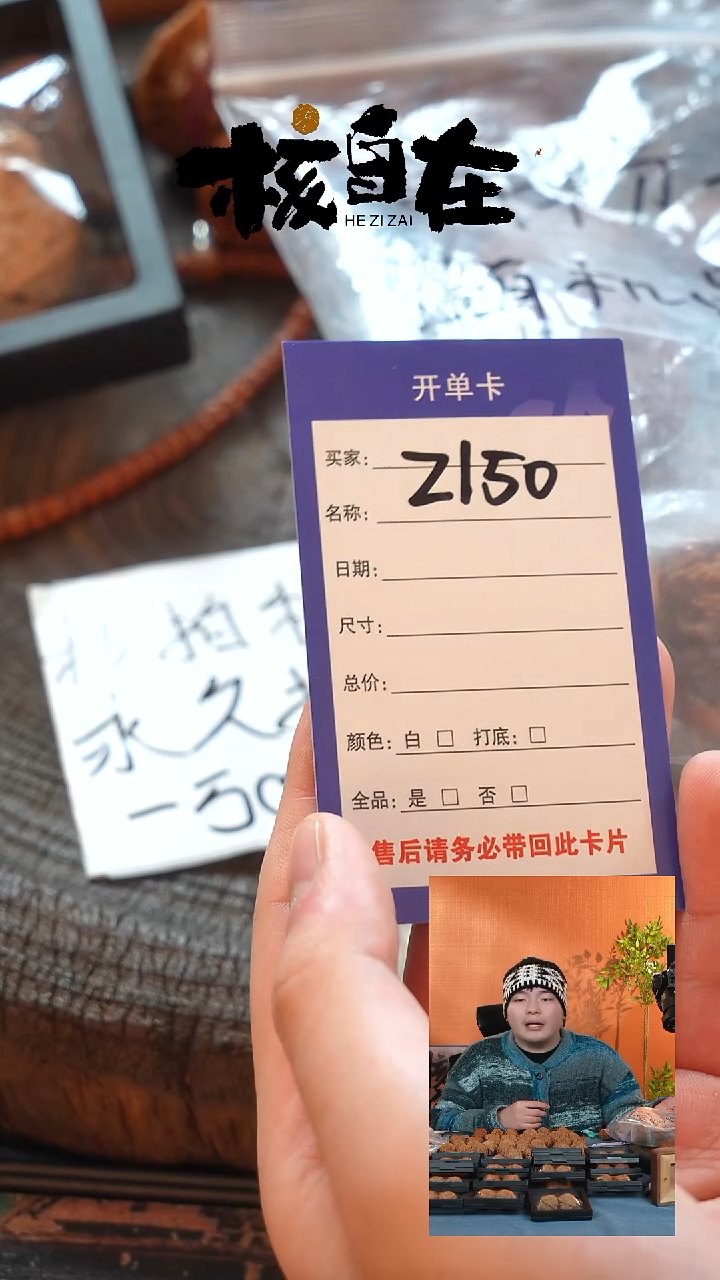 核自在
HE ZI ZAI
开单卡
买家:
Z150
名称:
日期:
尺寸:
总价:
颜色: 白 □ 打底: □
全品: 是 □ 否 □
售后请务必带回此卡片
拍
永久
-50